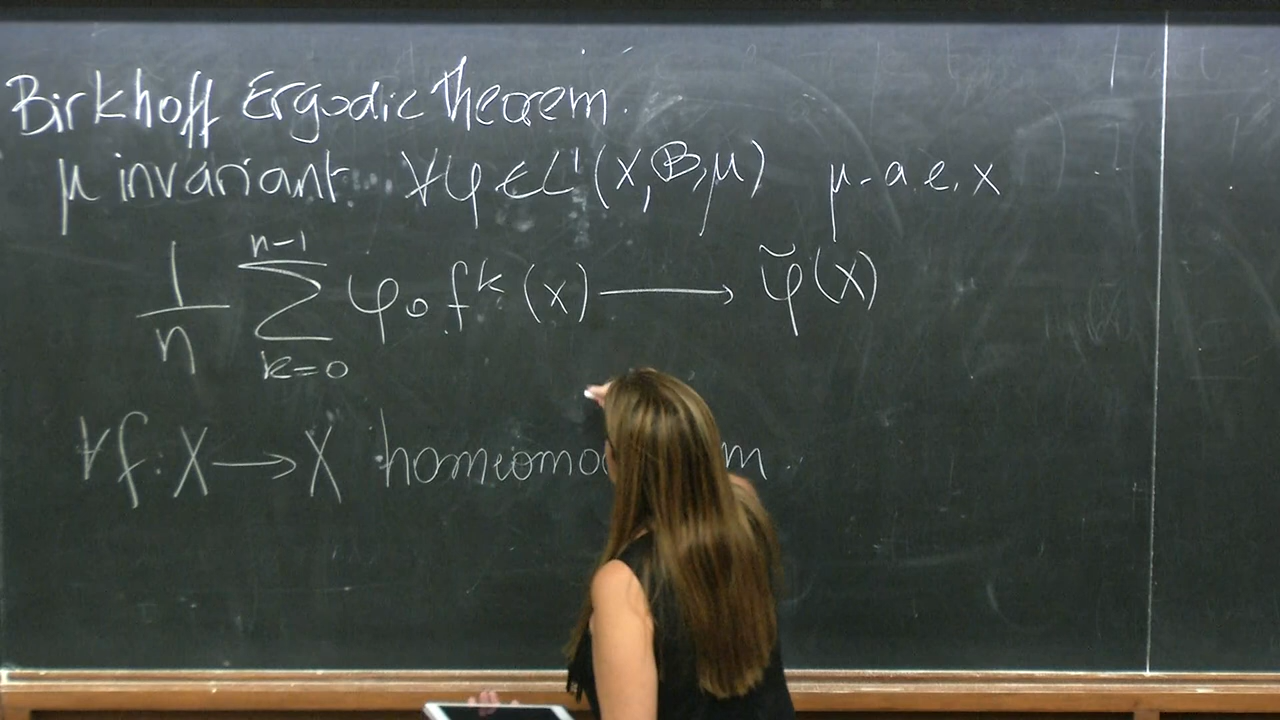 Birkhoff Ergodic theorem.
μ invariant ∀φ∈L¹(X,ℬ,μ) μ-a.e. x
1/n ∑_{k=0}^{n-1} φ∘f^k(x) ⟶ φ̃(x)
∀f: X ⟶ X